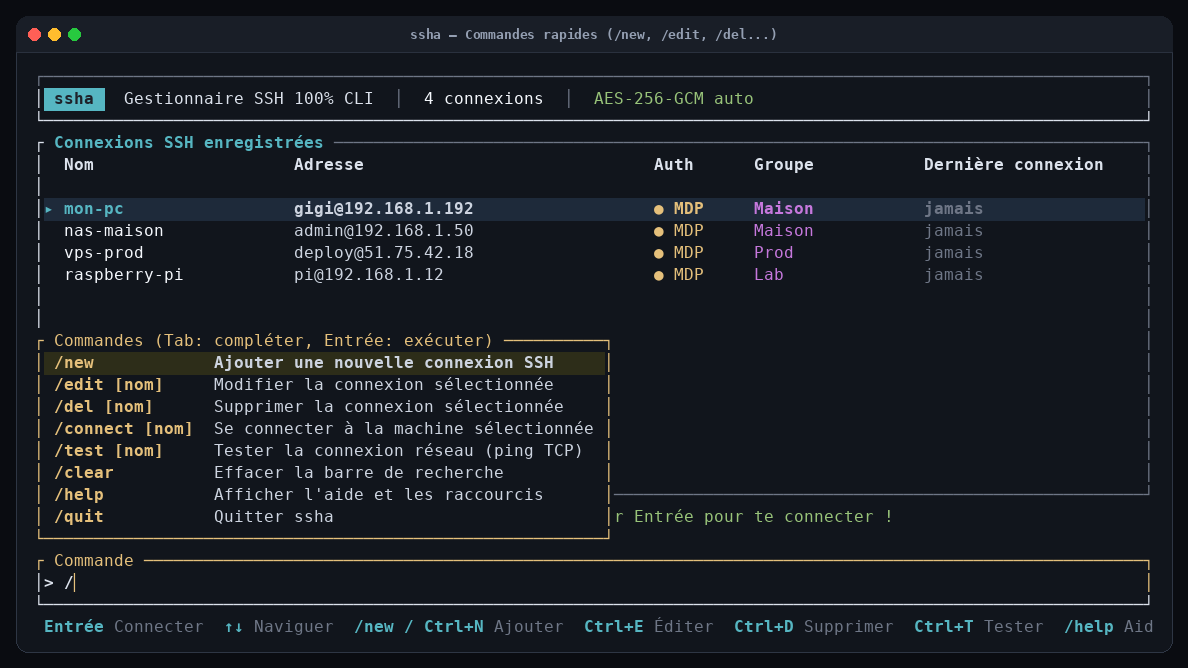 ssha — Commandes rapides (/new, /edit, /del...)
ssha Gestionnaire SSH 100% CLI │ 4 connexions │ AES-256-GCM auto
Connexions SSH enregistrées
Nom Adresse Auth Groupe Dernière connexion
▸ mon-pc gigi@192.168.1.192 ● MDP Maison jamais
nas-maison admin@192.168.1.50 ● MDP Maison jamais
vps-prod deploy@51.75.42.18 ● MDP Prod jamais
raspberry-pi pi@192.168.1.12 ● MDP Lab jamais
Commandes (Tab: compléter, Entrée: exécuter)
/new Ajouter une nouvelle connexion SSH
/edit [nom] Modifier la connexion sélectionnée
/del [nom] Supprimer la connexion sélectionnée
/connect [nom] Se connecter à la machine sélectionnée
/test [nom] Tester la connexion réseau (ping TCP)
/clear Effacer la barre de recherche
/help Afficher l'aide et les raccourcis
/quit Quitter ssha r Entrée pour te connecter !
Commande
> /
Entrée Connecter ↑↓ Naviguer /new / Ctrl+N Ajouter Ctrl+E Éditer Ctrl+D Supprimer Ctrl+T Tester /help Aid